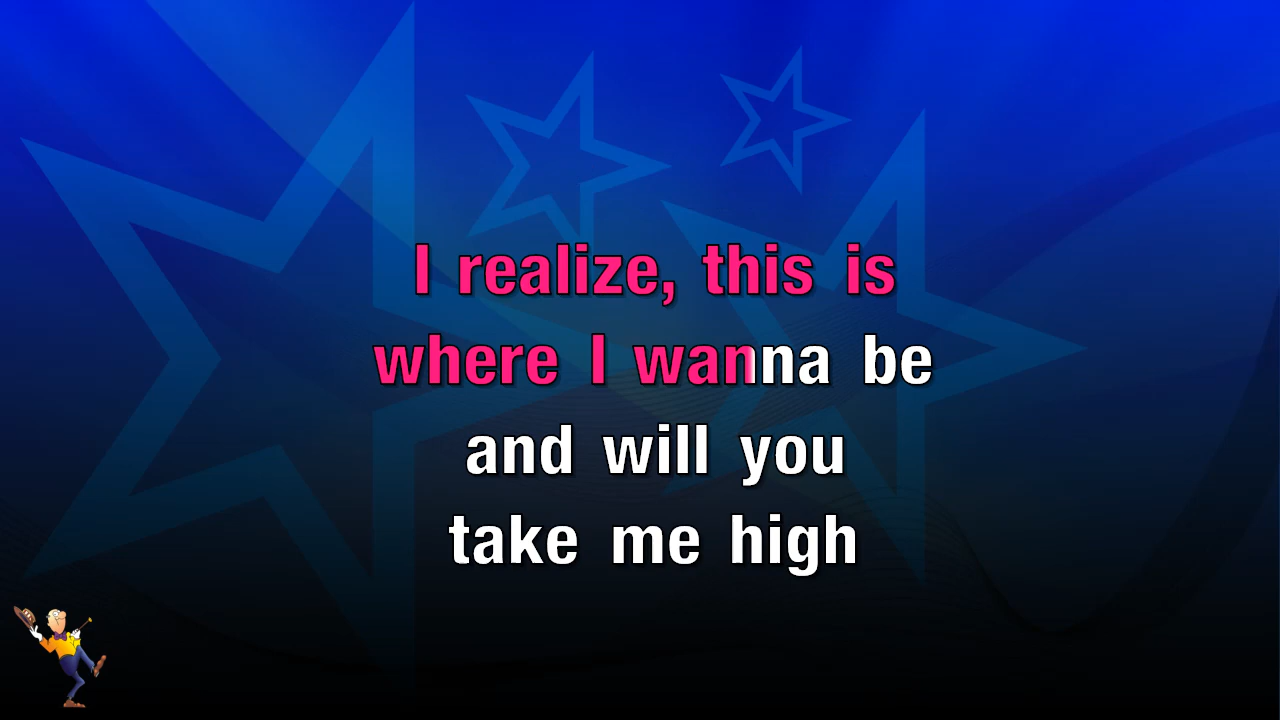 I realize, this is
where I wanna be
and will you
take me high